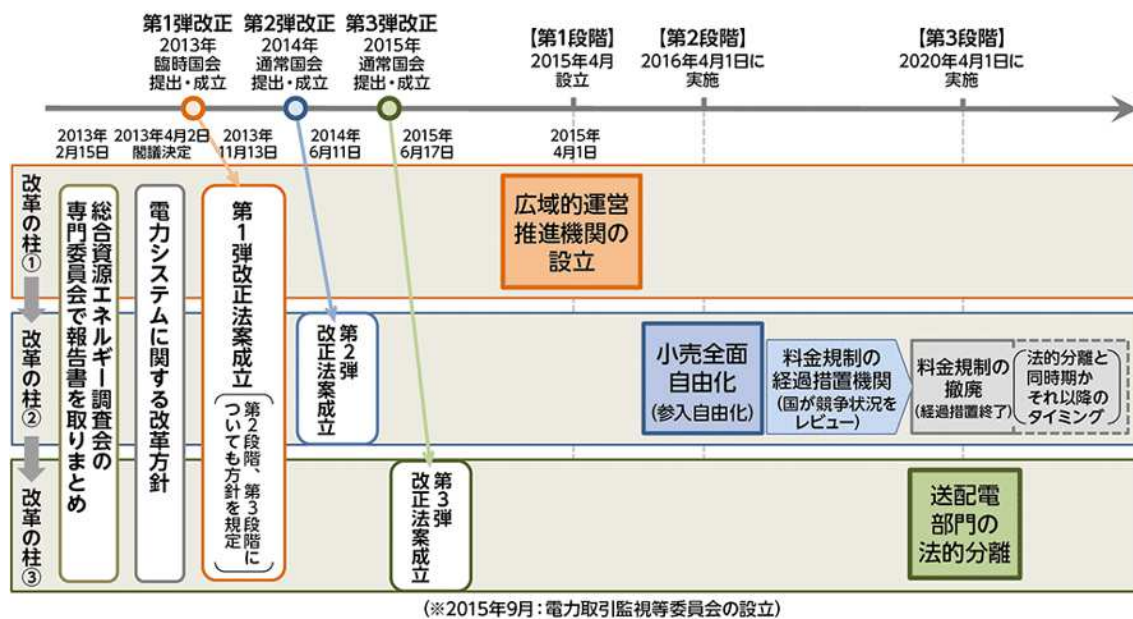 第1弾改正
2013年
臨時国会
提出・成立
第2弾改正
2014年
通常国会
提出・成立
第3弾改正
2015年
通常国会
提出・成立
【第1段階】
2015年4月
設立
【第2段階】
2016年4月1日に
実施
【第3段階】
2020年4月1日に
実施
2013年
2月15日
2013年4月2日
閣議決定
2013年
11月13日
2014年
6月11日
2015年
6月17日
2015年
4月1日
改革の柱①
改革の柱②
改革の柱③
総合資源エネルギー調査会の
専門委員会で報告書を取りまとめ
電力システムに関する改革方針
第1弾改正法案成立
第2段階、第3段階に
ついても方針を規定
第2弾
改正法案成立
第3弾
改正法案成立
広域的運営
推進機関の
設立
小売全面
自由化
(参入自由化)
料金規制の
経過措置機関
(国が競争状況を
レビュー)
料金規制の
撤廃
(経過措置終了)
法的分離と
同時期か
それ以降の
タイミング
送配電
部門の
法的分離
(※2015年9月:電力取引監視等委員会の設立)